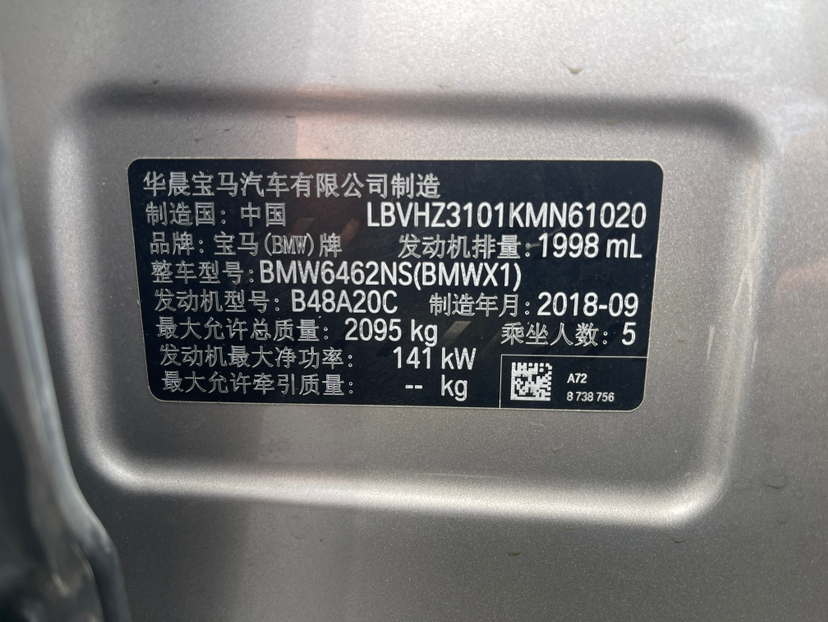 华晨宝马汽车有限公司制造
制造国: 中国 LBVHZ3101KMN61020
品牌: 宝马(BMW)牌 发动机排量: 1998 mL
整车型号: BMW6462NS(BMWX1)
发动机型号: B48A20C 制造年月: 2018-09
最大允许总质量: 2095 kg 乘坐人数: 5
发动机最大净功率: 141 kW
最大允许牵引质量: -- kg
A72
8 738 756